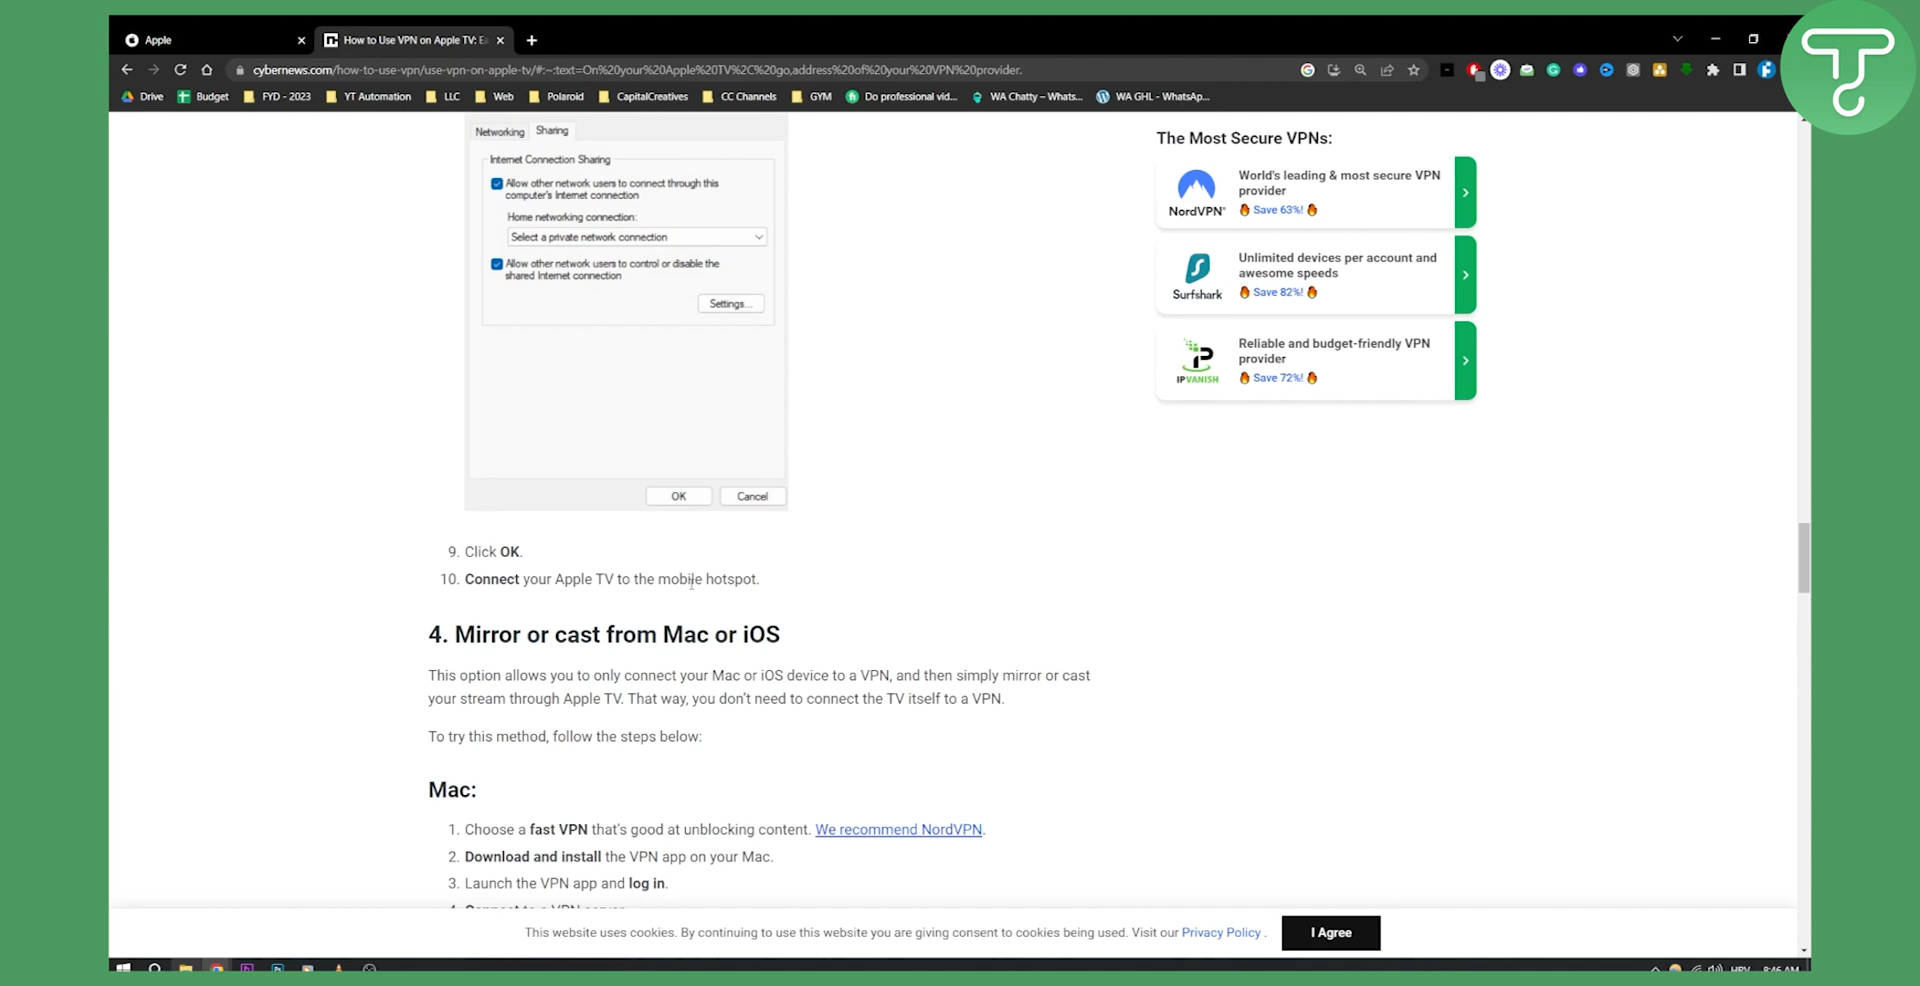 Apple
How to Use VPN on Apple TV: Ea
cybernews.com/how-to-use-vpn/use-vpn-on-apple-tv/#:~:text=On%20your%20Apple%20TV%2C%20go,address%20of%20your%20VPN%20provider.
Drive Budget FYD - 2023 YT Automation LLC Web Polaroid CapitalCreatives CC Channels GYM Do professional vid... WA Chatty – Whats... WA GHL - WhatsAp...
Networking Sharing
Internet Connection Sharing
Allow other network users to connect through this
computer's Internet connection
Home networking connection:
Select a private network connection
Allow other network users to control or disable the
shared Internet connection
Settings...
OK Cancel
The Most Secure VPNs:
NordVPN
World's leading & most secure VPN
provider
Save 63%!
Surfshark
Unlimited devices per account and
awesome speeds
Save 82%!
IPVANISH
Reliable and budget-friendly VPN
provider
Save 72%!
9. Click OK.
10. Connect your Apple TV to the mobile hotspot.
4. Mirror or cast from Mac or iOS
This option allows you to only connect your Mac or iOS device to a VPN, and then simply mirror or cast
your stream through Apple TV. That way, you don't need to connect the TV itself to a VPN.
To try this method, follow the steps below:
Mac:
1. Choose a fast VPN that's good at unblocking content. We recommend NordVPN.
2. Download and install the VPN app on your Mac.
3. Launch the VPN app and log in.
4. Connect to a VPN server.
This website uses cookies. By continuing to use this website you are giving consent to cookies being used. Visit our Privacy Policy .
I Agree
HRV 8:46 AM